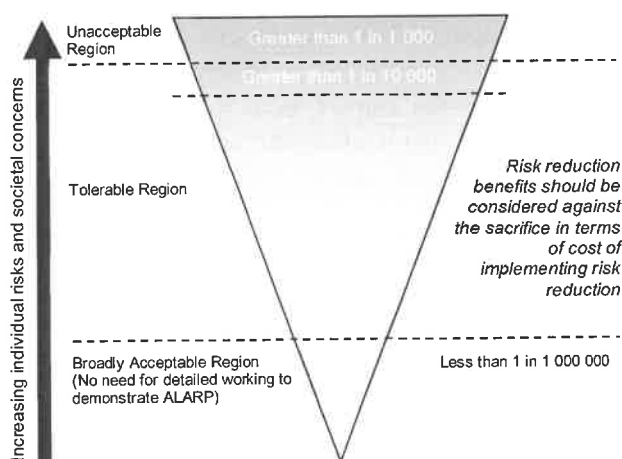 Increasing individual risks and societal concerns
Unacceptable
Region
Greater than 1 in 1 000
Greater than 1 in 10 000
Tolerable Region
Risk reduction
benefits should be
considered against
the sacrifice in terms
of cost of
implementing risk
reduction
Broadly Acceptable Region
(No need for detailed working to
demonstrate ALARP)
Less than 1 in 1 000 000